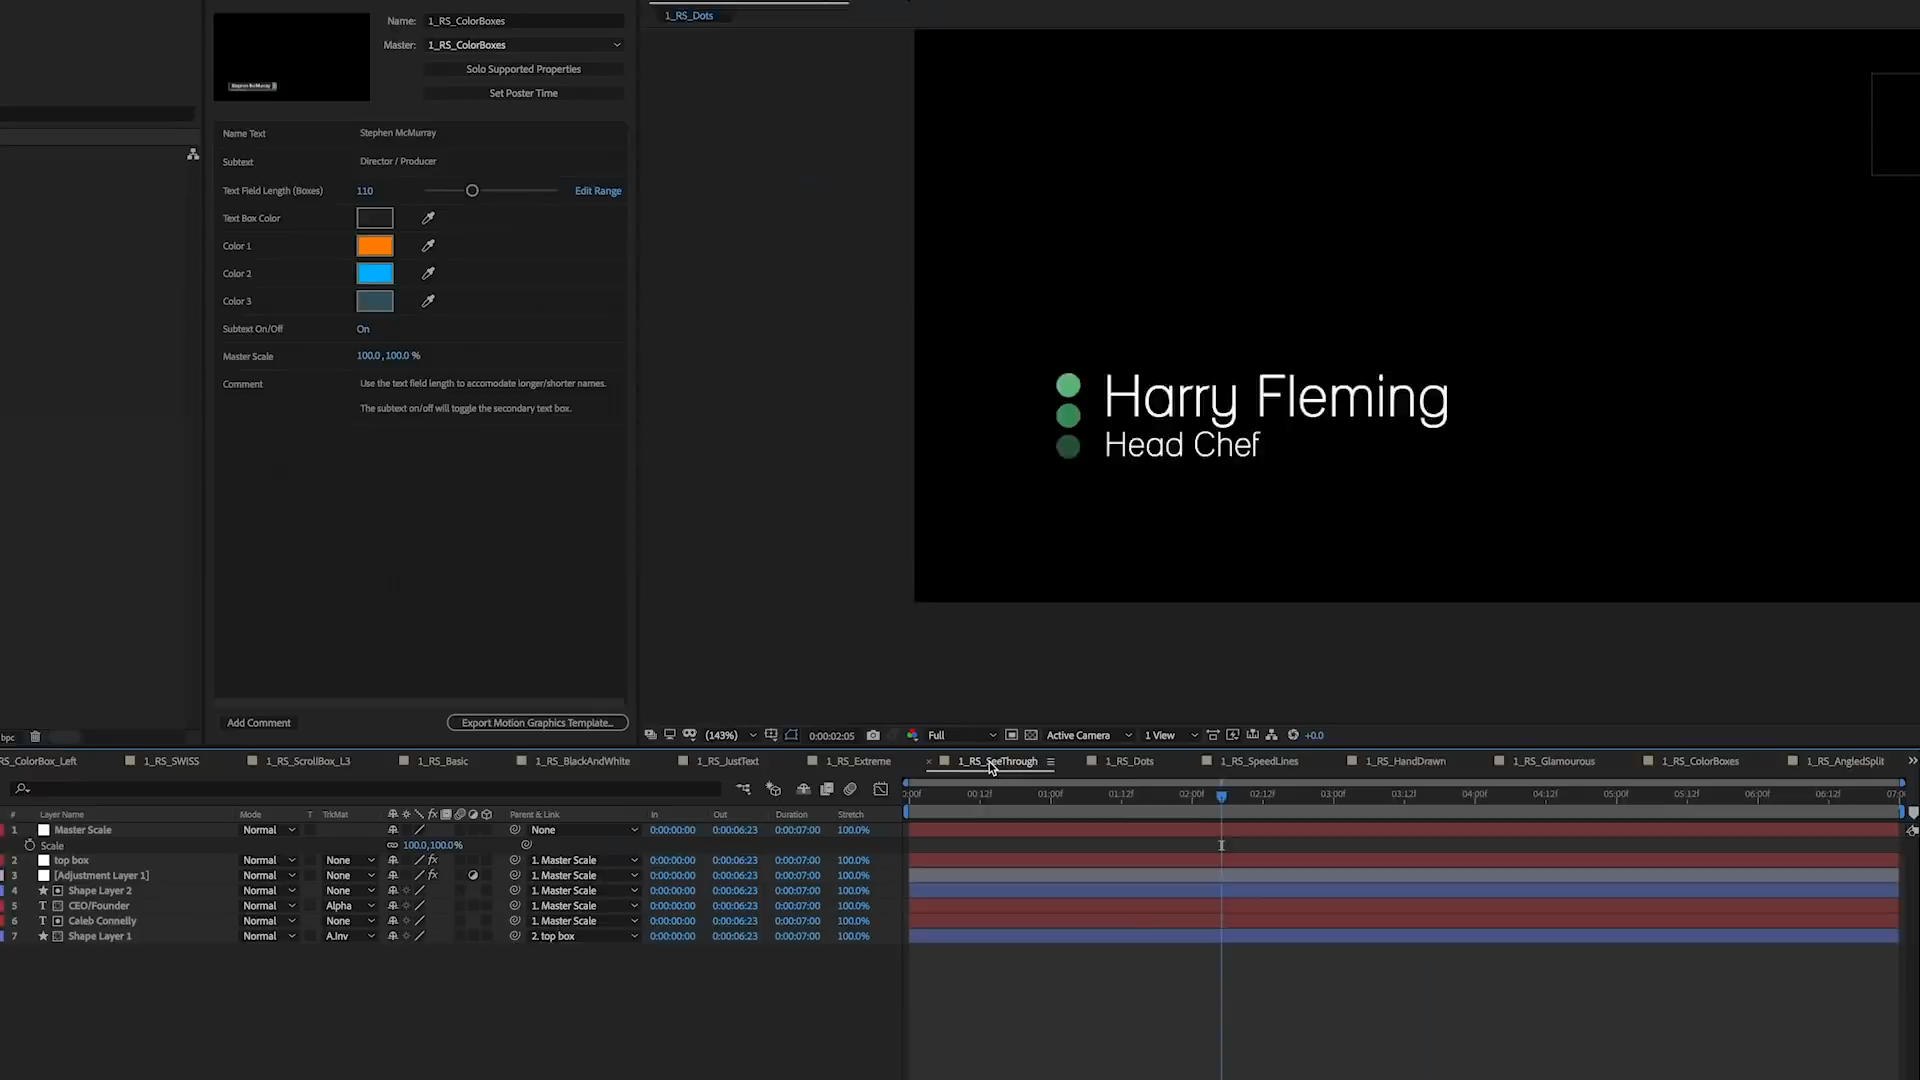 Name: 1_RS_ColorBoxes
Master: 1_RS_ColorBoxes
Solo Supported Properties
Set Poster Time
Stephen McMurray
Name Text Stephen McMurray
Subtext Director / Producer
Text Field Length (Boxes) 110 Edit Range
Text Box Color
Color 1
Color 2
Color 3
Subtext On/Off On
Master Scale 100.0, 100.0 %
Comment Use the text field length to accomodate longer/shorter names.
The subtext on/off will toggle the secondary text box.
Add Comment Export Motion Graphics Template...
1_RS_Dots
Harry Fleming
Head Chef
bpc
(143%) 0:00:02:05 Full Active Camera 1 View +0.0
RS_ColorBox_Left 1_RS_SWISS 1_RS_ScrollBox_L3 1_RS_Basic 1_RS_BlackAndWhite 1_RS_JustText 1_RS_Extreme × 1_RS_SeeThrough 1_RS_Dots 1_RS_SpeedLines 1_RS_HandDrawn 1_RS_Glamourous 1_RS_ColorBoxes 1_RS_AngledSplit »
:00f 00:12f 01:00f 01:12f 02:00f 02:12f 03:00f 03:12f 04:00f 04:12f 05:00f 05:12f 06:00f 06:12f 07:0
# Layer Name Mode T TrkMat fx Parent & Link In Out Duration Stretch
1 Master Scale Normal None 0:00:00:00 0:00:06:23 0:00:07:00 100.0%
Scale 100.0,100.0%
2 top box Normal None fx 1. Master Scale 0:00:00:00 0:00:06:23 0:00:07:00 100.0%
3 [Adjustment Layer 1] Normal None fx 1. Master Scale 0:00:00:00 0:00:06:23 0:00:07:00 100.0%
4 Shape Layer 2 Normal None 1. Master Scale 0:00:00:00 0:00:06:23 0:00:07:00 100.0%
5 T CEO/Founder Normal Alpha 1. Master Scale 0:00:00:00 0:00:06:23 0:00:07:00 100.0%
6 T Caleb Connelly Normal None 1. Master Scale 0:00:00:00 0:00:06:23 0:00:07:00 100.0%
7 Shape Layer 1 Normal A.Inv 2. top box 0:00:00:00 0:00:06:23 0:00:07:00 100.0%